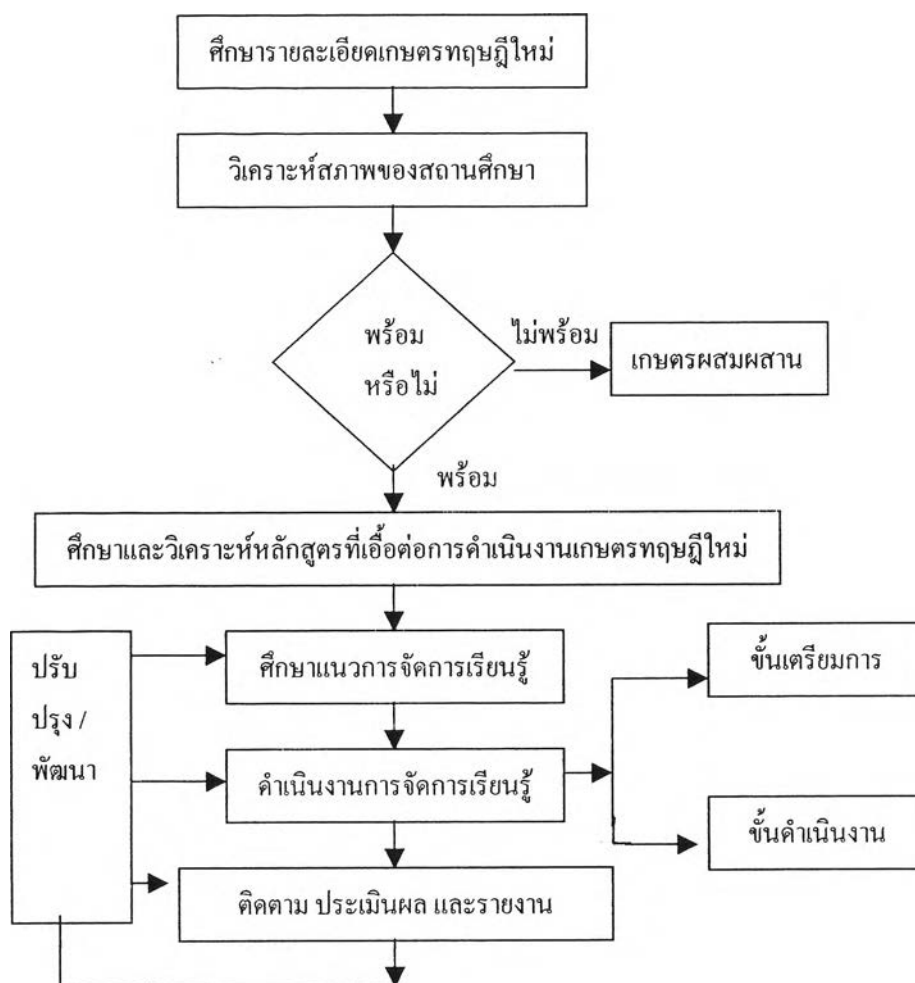 ศึกษารายละเอียดเกษตรทฤษฎีใหม่
วิเคราะห์สภาพของสถานศึกษา
พร้อม
หรือไม่
ไม่พร้อม
เกษตรผสมผสาน
พร้อม
ศึกษาและวิเคราะห์หลักสูตรที่เอื้อต่อการดำเนินงานเกษตรทฤษฎีใหม่
ปรับ
ปรุง /
พัฒนา
ศึกษาแนวการจัดการเรียนรู้
ขั้นเตรียมการ
ดำเนินงานการจัดการเรียนรู้
ขั้นดำเนินงาน
ติดตาม ประเมินผล และรายงาน